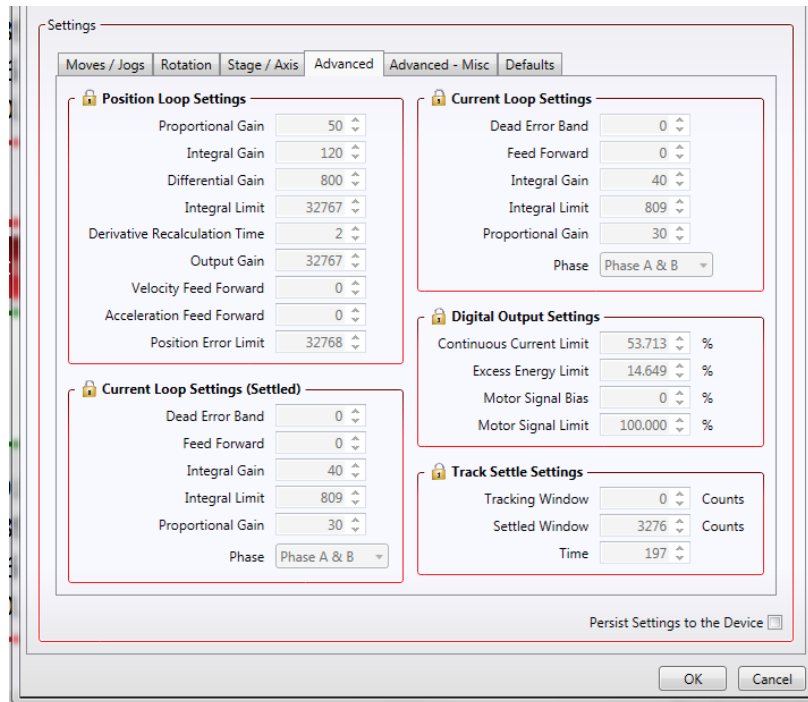 Settings
Moves / Jogs Rotation Stage / Axis Advanced Advanced - Misc Defaults
Position Loop Settings
Proportional Gain 50
Integral Gain 120
Differential Gain 800
Integral Limit 32767
Derivative Recalculation Time 2
Output Gain 32767
Velocity Feed Forward 0
Acceleration Feed Forward 0
Position Error Limit 32768
Current Loop Settings (Settled)
Dead Error Band 0
Feed Forward 0
Integral Gain 40
Integral Limit 809
Proportional Gain 30
Phase Phase A & B
Current Loop Settings
Dead Error Band 0
Feed Forward 0
Integral Gain 40
Integral Limit 809
Proportional Gain 30
Phase Phase A & B
Digital Output Settings
Continuous Current Limit 53.713 %
Excess Energy Limit 14.649 %
Motor Signal Bias 0 %
Motor Signal Limit 100.000 %
Track Settle Settings
Tracking Window 0 Counts
Settled Window 3276 Counts
Time 197
Persist Settings to the Device
OK Cancel